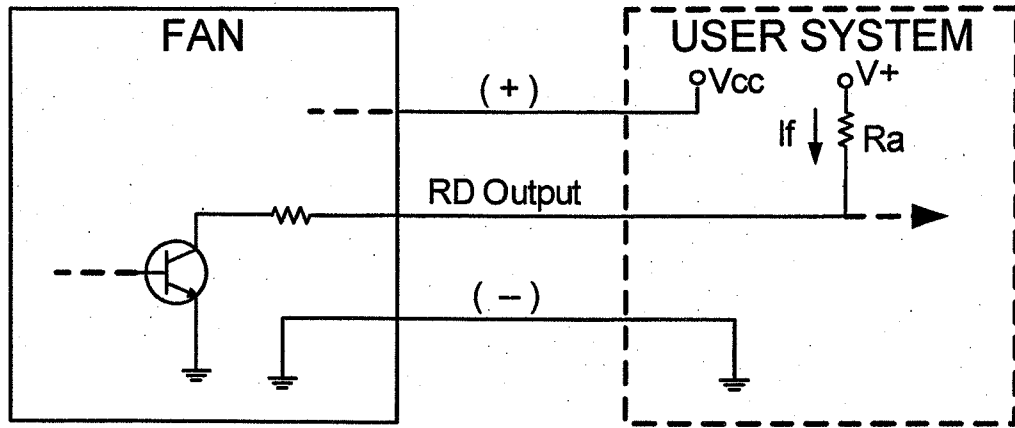 FAN
USER SYSTEM
( + )
Vcc
V+
If
Ra
RD Output
( – )